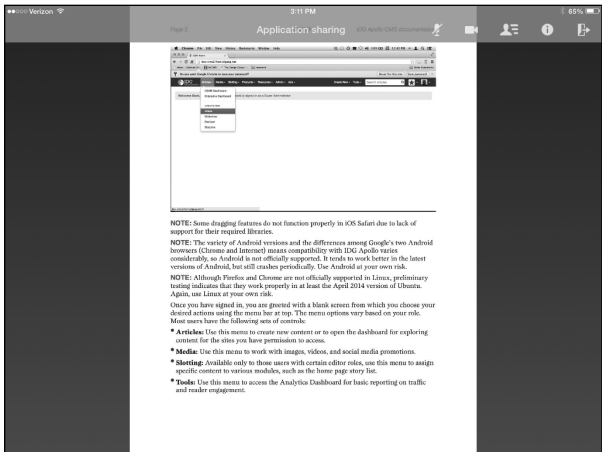 Verizon 3:11 PM 65%
Page 3 Application sharing IDG Apollo CMS documentation
Chrome File Edit View History Bookmarks Window Help
NOTE: Some dragging features do not function properly in iOS Safari due to lack of
support for their required libraries.
NOTE: The variety of Android versions and the differences among Google's two Android
browsers (Chrome and Internet) means compatibility with IDG Apollo varies
considerably, so Android is not officially supported. It tends to work better in the latest
versions of Android, but still crashes periodically. Use Android at your own risk.
NOTE: Although Firefox and Chrome are not officially supported in Linux, preliminary
testing indicates that they work properly in at least the April 2014 version of Ubuntu.
Again, use Linux at your own risk.
Once you have signed in, you are greeted with a blank screen from which you choose your
desired actions using the menu bar at top. The menu options vary based on your role.
Most users have the following sets of controls:
• Articles: Use this menu to create new content or to open the dashboard for exploring
content for the sites you have permission to access.
• Media: Use this menu to work with images, videos, and social media promotions.
• Slotting: Available only to those users with certain editor roles, use this menu to assign
specific content to various modules, such as the home page story list.
• Tools: Use this menu to access the Analytics Dashboard for basic reporting on traffic
and reader engagement.